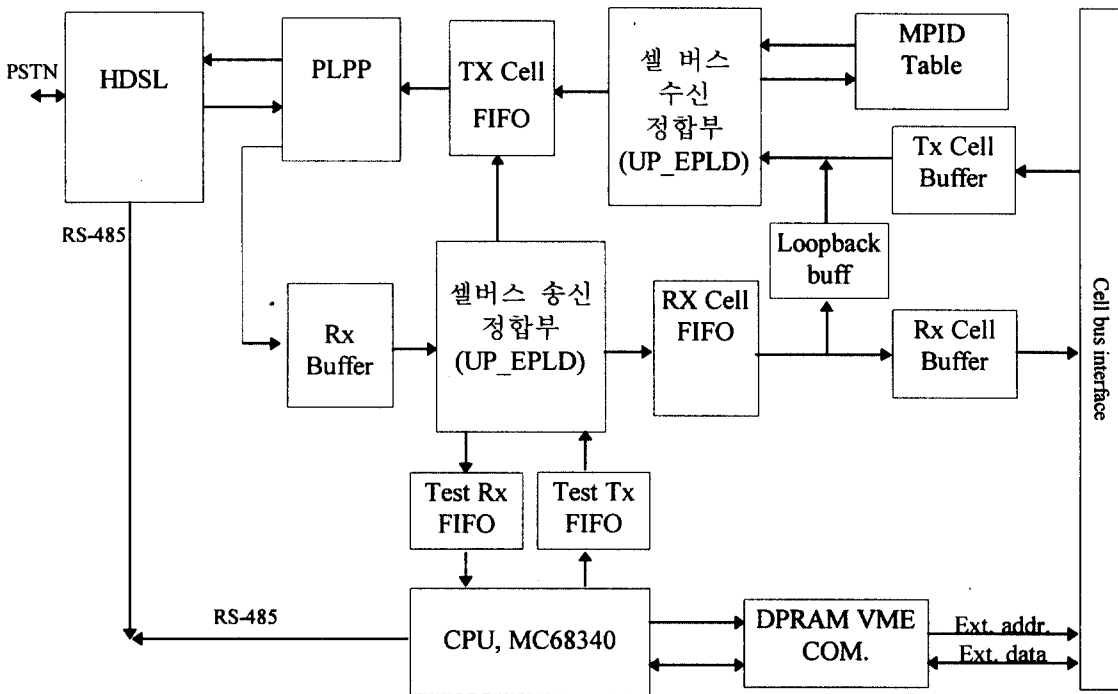 PSTN
HDSL
PLPP
TX Cell
FIFO
셀 버스
수신
정합부
(UP_EPLD)
MPID
Table
Tx Cell
Buffer
RS-485
Loopback
buff
Rx
Buffer
셀버스 송신
정합부
(UP_EPLD)
RX Cell
FIFO
Rx Cell
Buffer
Cell bus interface
Test Rx
FIFO
Test Tx
FIFO
RS-485
CPU, MC68340
DPRAM VME
COM.
Ext. addr.
Ext. data